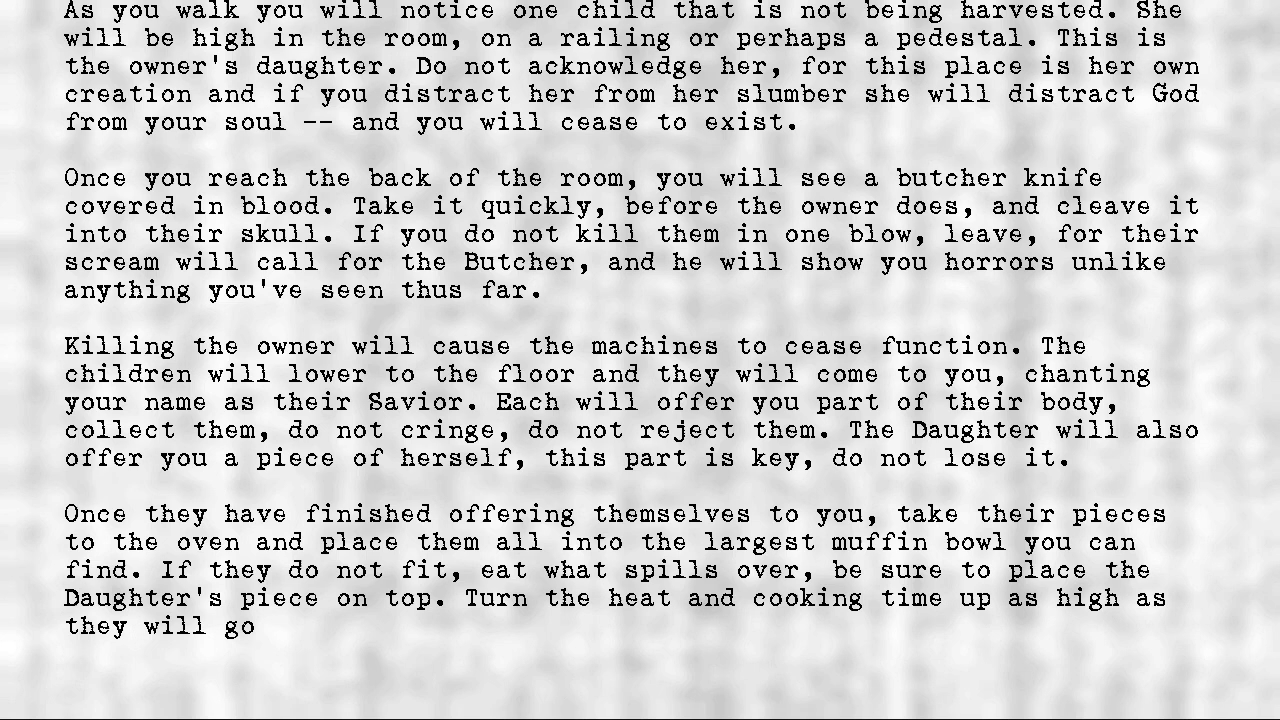 As you walk you will notice one child that is not being harvested. She
will be high in the room, on a railing or perhaps a pedestal. This is
the owner's daughter. Do not acknowledge her, for this place is her own
creation and if you distract her from her slumber she will distract God
from your soul -- and you will cease to exist.
Once you reach the back of the room, you will see a butcher knife
covered in blood. Take it quickly, before the owner does, and cleave it
into their skull. If you do not kill them in one blow, leave, for their
scream will call for the Butcher, and he will show you horrors unlike
anything you've seen thus far.
Killing the owner will cause the machines to cease function. The
children will lower to the floor and they will come to you, chanting
your name as their Savior. Each will offer you part of their body,
collect them, do not cringe, do not reject them. The Daughter will also
offer you a piece of herself, this part is key, do not lose it.
Once they have finished offering themselves to you, take their pieces
to the oven and place them all into the largest muffin bowl you can
find. If they do not fit, eat what spills over, be sure to place the
Daughter's piece on top. Turn the heat and cooking time up as high as
they will go